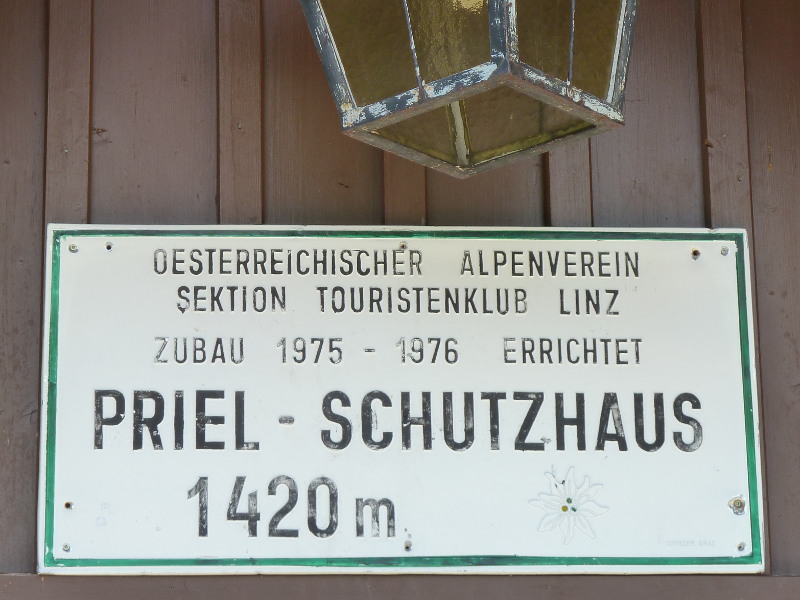 OESTERREICHISCHER ALPENVEREIN
SEKTION TOURISTENKLUB LINZ
ZUBAU 1975 - 1976 ERRICHTET
PRIEL - SCHUTZHAUS
1420 m